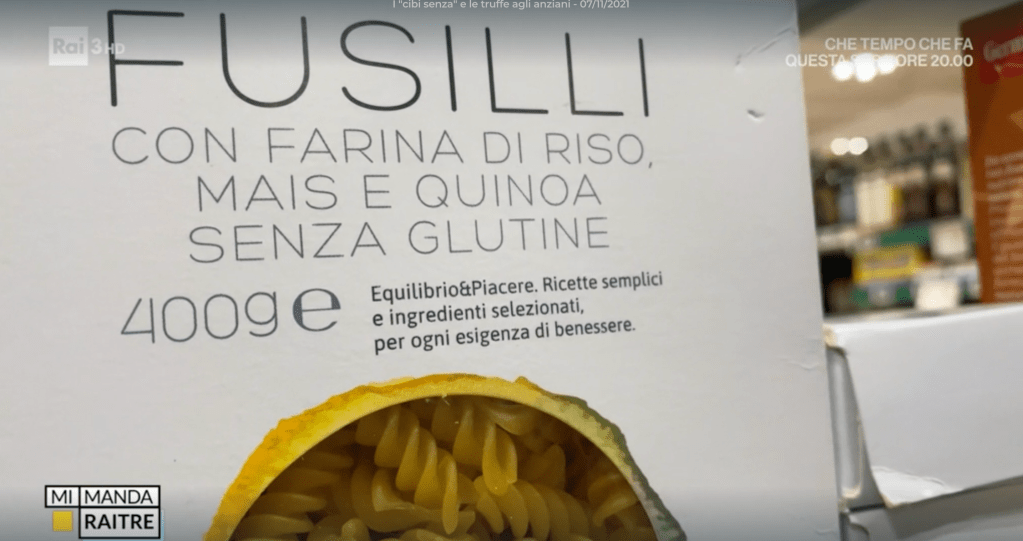 I "cibi senza" e le truffe agli anziani - 07/11/2021
Rai 3 HD
CHE TEMPO CHE FA
FUSILLI
CON FARINA DI RISO,
MAIS E QUINOA
SENZA GLUTINE
400g e
Equilibrio&Piacere. Ricette semplici
e ingredienti selezionati,
per ogni esigenza di benessere.
MI MANDA
RAITRE